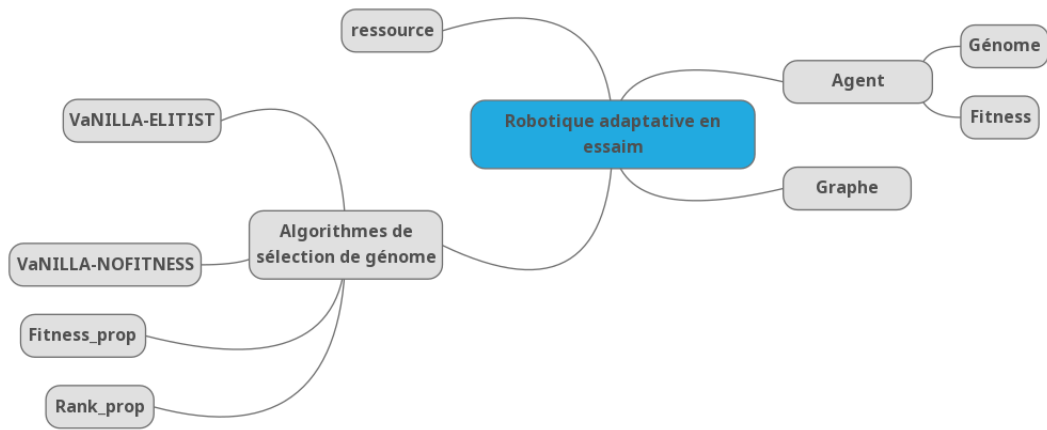 ressource
Génome
Agent
Fitness
VaNILLA-ELITIST
Robotique adaptative en
essaim
Graphe
Algorithmes de
sélection de génome
VaNILLA-NOFITNESS
Fitness_prop
Rank_prop